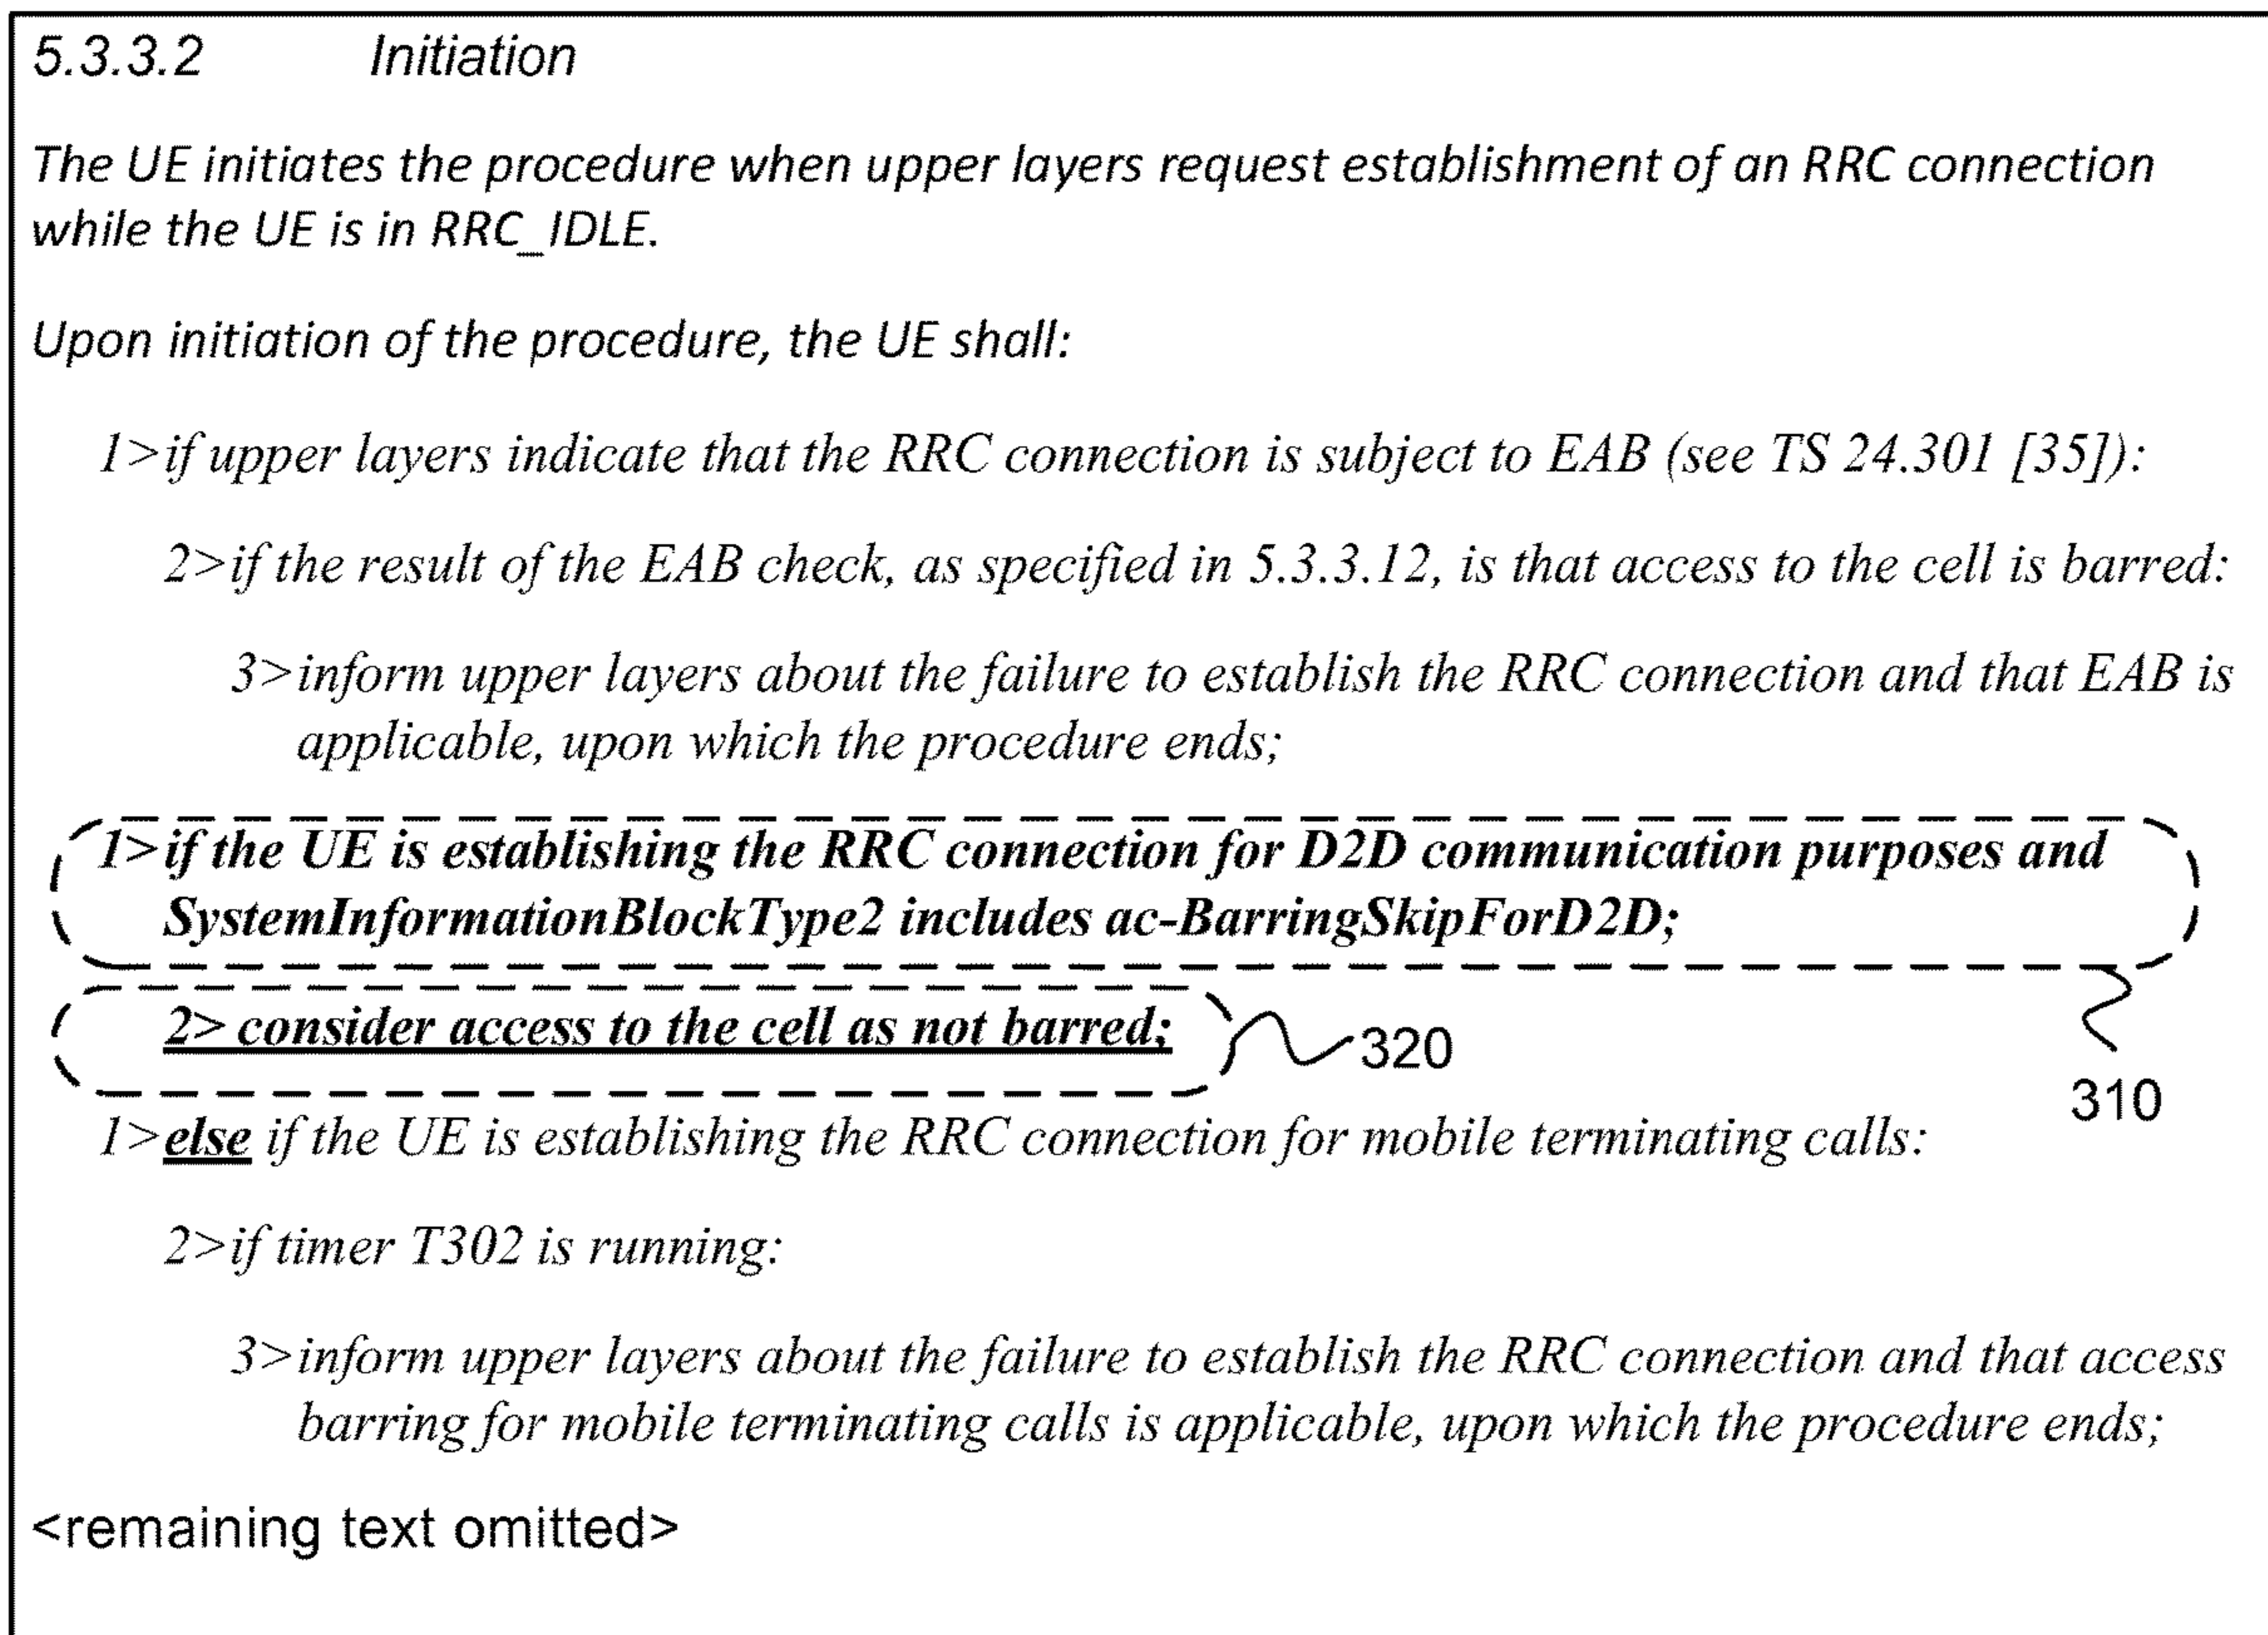 5.3.3.2 Initiation
The UE initiates the procedure when upper layers request establishment of an RRC connection
while the UE is in RRC_IDLE.
Upon initiation of the procedure, the UE shall:
1>if upper layers indicate that the RRC connection is subject to EAB (see TS 24.301 [35]):
2>if the result of the EAB check, as specified in 5.3.3.12, is that access to the cell is barred:
3>inform upper layers about the failure to establish the RRC connection and that EAB is
applicable, upon which the procedure ends;
1>if the UE is establishing the RRC connection for D2D communication purposes and
SystemInformationBlockType2 includes ac-BarringSkipForD2D;
2> consider access to the cell as not barred;
320
310
1>else if the UE is establishing the RRC connection for mobile terminating calls:
2>if timer T302 is running:
3>inform upper layers about the failure to establish the RRC connection and that access
barring for mobile terminating calls is applicable, upon which the procedure ends;
<remaining text omitted>